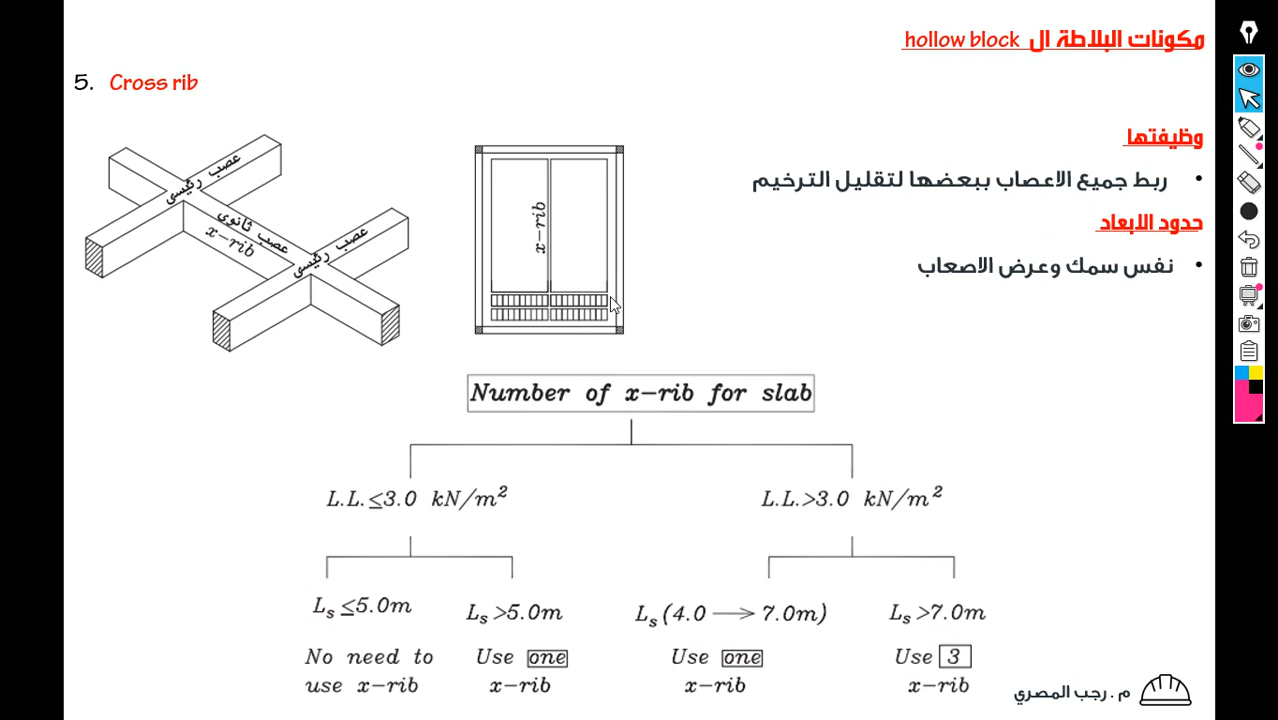 مكونات البلاطة ال hollow block
5. Cross rib
وظيفتها
• ربط جميع الاعصاب ببعضها لتقليل الترخيم
حدود الابعاد
• نفس سمك وعرض الاصعاب
عصب رئيسى
عصب ثانوي
x-rib
عصب رئيسى
x-rib
Number of x-rib for slab
L.L.≤3.0 kN/m²
L.L.>3.0 kN/m²
Ls ≤5.0m
Ls >5.0m
Ls (4.0 → 7.0m)
Ls >7.0m
No need to
use x-rib
Use one
x-rib
Use one
x-rib
Use 3
x-rib
م . رجب المصري